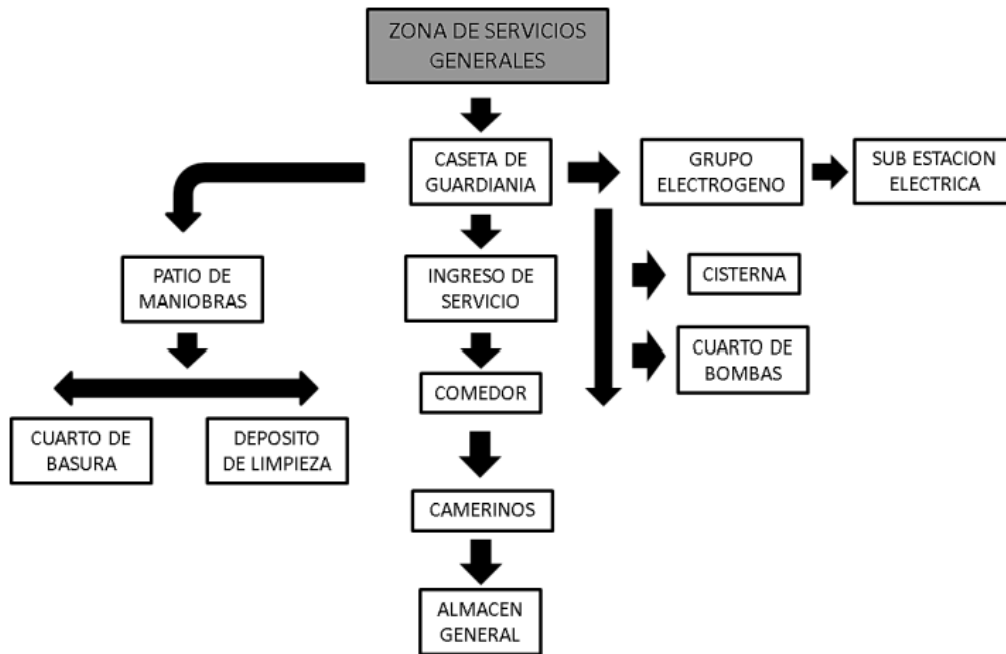 ZONA DE SERVICIOS
GENERALES
CASETA DE
GUARDIANIA
GRUPO
ELECTROGENO
SUB ESTACION
ELECTRICA
PATIO DE
MANIOBRAS
INGRESO DE
SERVICIO
CISTERNA
CUARTO DE
BOMBAS
COMEDOR
CUARTO DE
BASURA
DEPOSITO
DE LIMPIEZA
CAMERINOS
ALMACEN
GENERAL